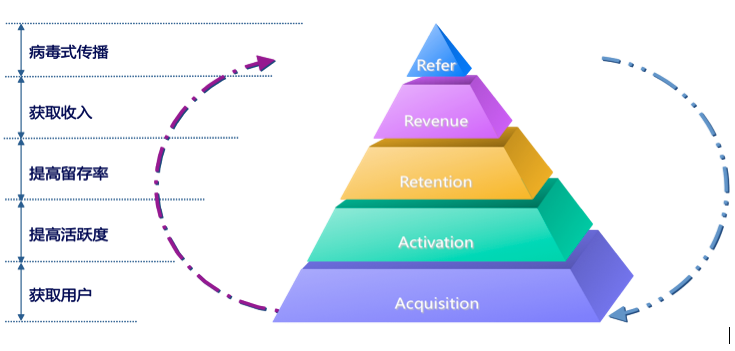 病毒式传播
Refer
获取收入
Revenue
提高留存率
Retention
提高活跃度
Activation
获取用户
Acquisition